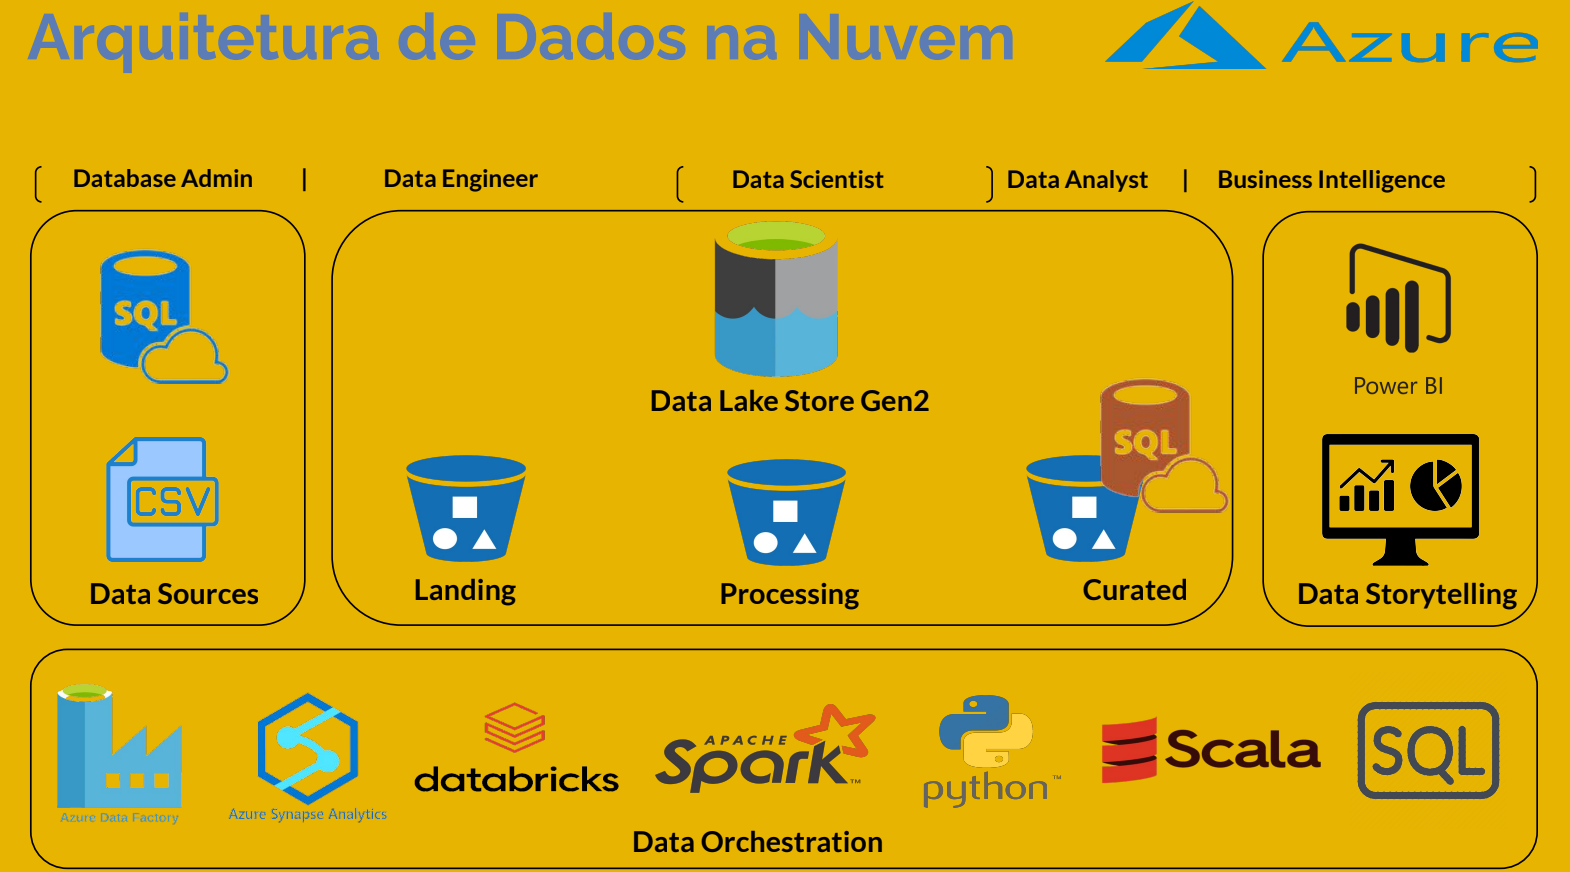 Arquitetura de Dados na Nuvem
Azure
Database Admin | Data Engineer
Data Scientist
Data Analyst | Business Intelligence
SQL
CSV
Data Sources
Data Lake Store Gen2
Landing
Processing
SQL
Curated
Power BI
Data Storytelling
Azure Data Factory
Azure Synapse Analytics
databricks
APACHE
Spark™
python™
Scala
SQL
Data Orchestration